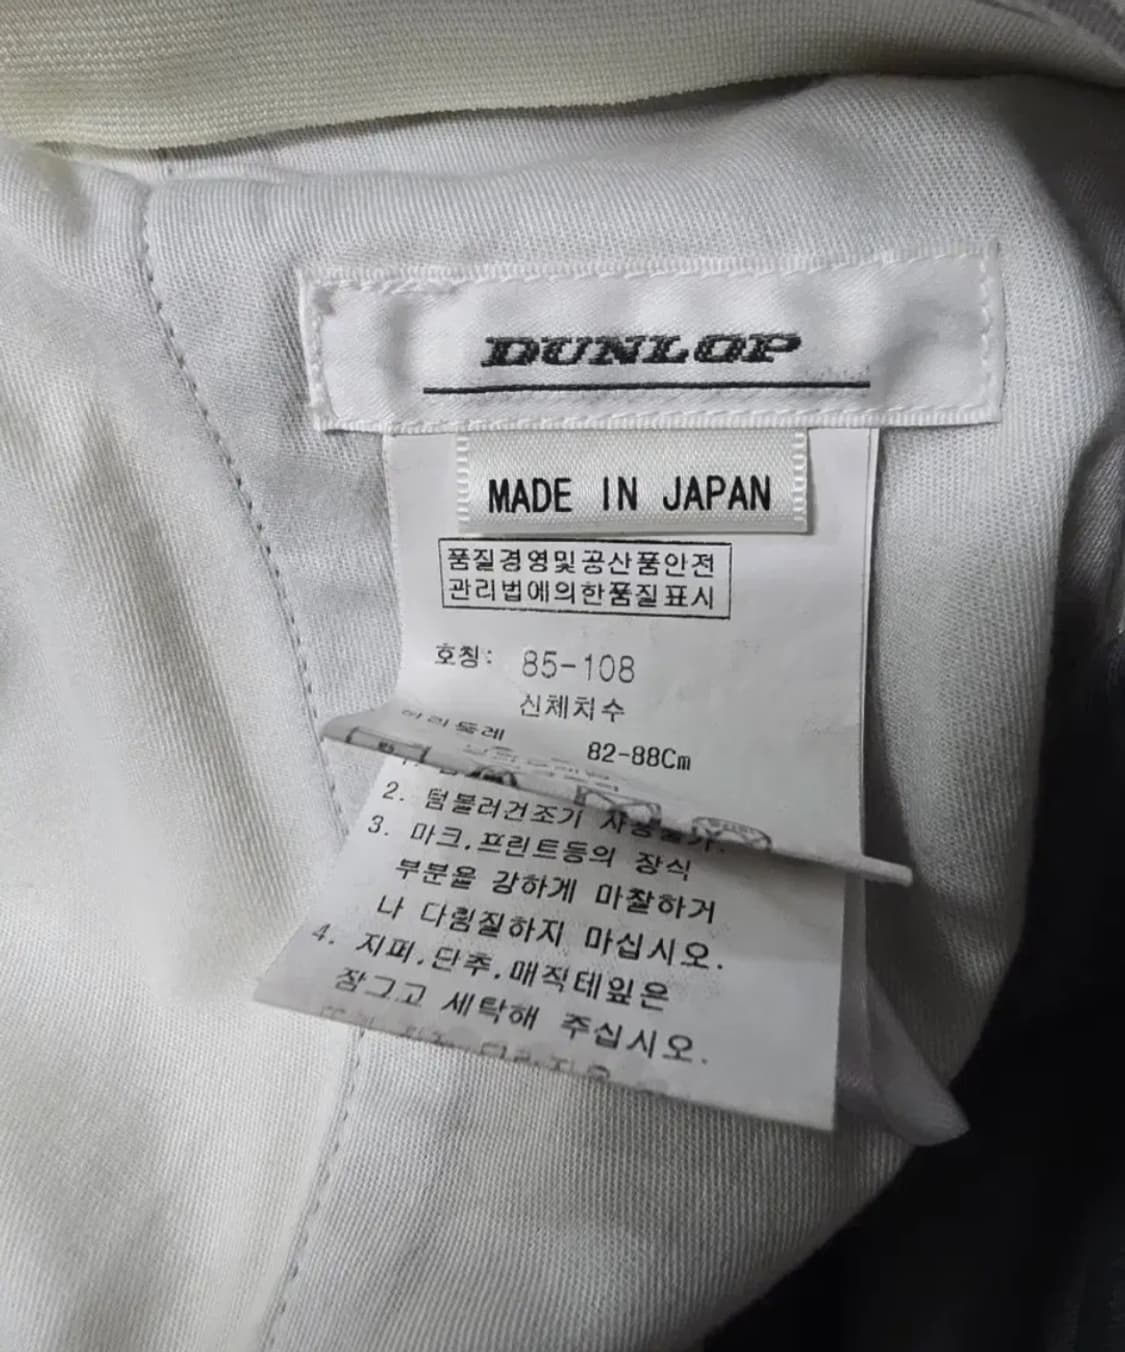 DUNLOP
MADE IN JAPAN
품질경영및공산품안전
관리법에의한품질표시
호칭: 85-108
신체치수
허리둘레 82-88Cm
2. 텀블러건조기 사용불가.
3. 마크,프린트등의 장식
부분을 강하게 마찰하거
나 다림질하지 마십시오.
4. 지퍼,단추,매직테잎은
잠그고 세탁해 주십시오.